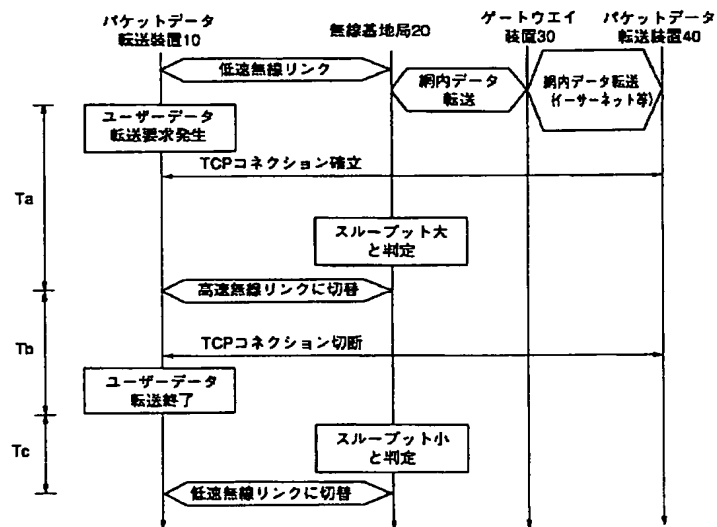 パケットデータ
転送装置10
無線基地局20
ゲートウエイ
装置30
パケットデータ
転送装置40
低速無線リンク
網内データ
転送
網内データ転送
(イーサーネット等)
ユーザーデータ
転送要求発生
TCPコネクション確立
Ta
スループット大
と判定
高速無線リンクに切替
Tb
TCPコネクション切断
ユーザーデータ
転送終了
スループット小
と判定
Tc
低速無線リンクに切替